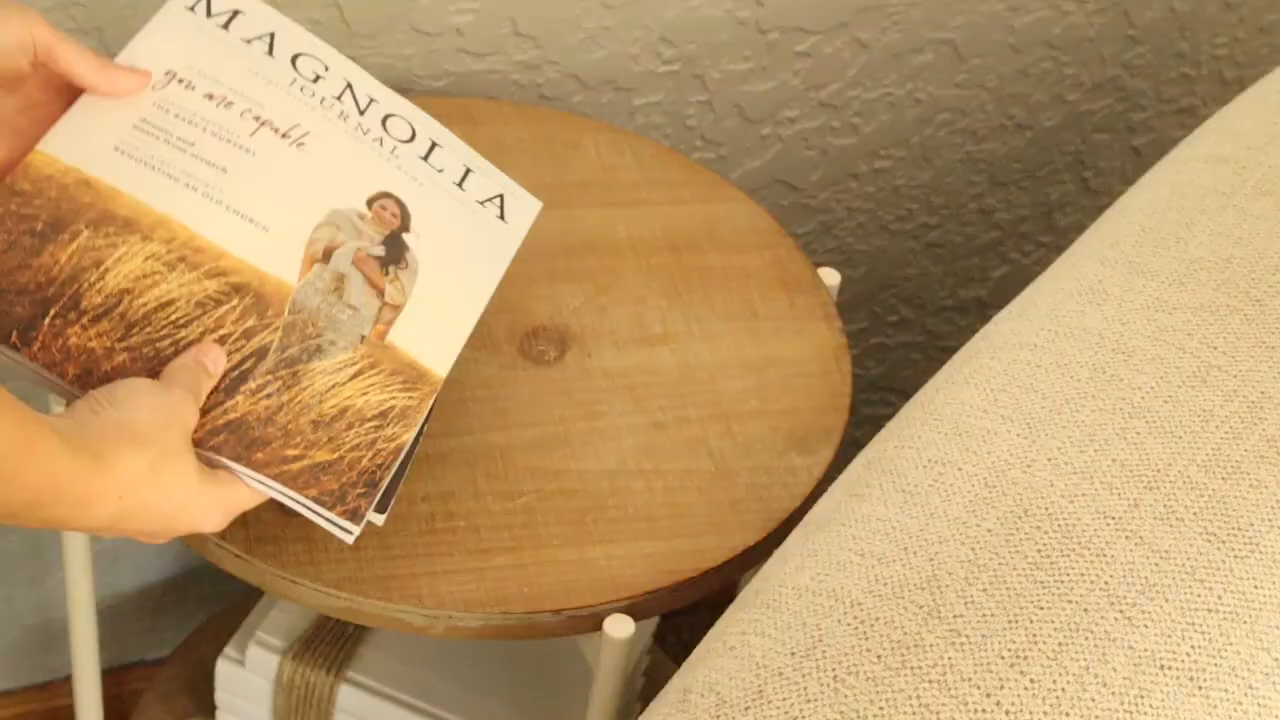 MAGNOLIA
JOURNAL
you are capable.
THE BABY'S NURSERY
donuts and
pasta from scratch
RENOVATING AN OLD CHURCH